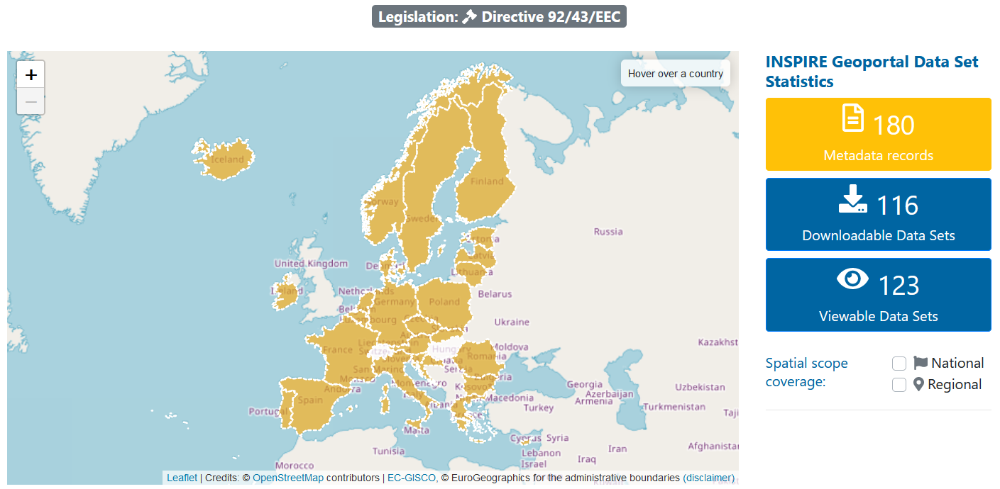 Legislation: Directive 92/43/EEC
+
−
Hover over a country
Iceland
Norway
Finland
Sweden
Estonia
Russia
Latvia
United Kingdom
Denmark
Lithuania
Ireland
Netherlands
Belarus
Germany
Poland
Belgium
Luxembourg
Czechia
Ukraine
Slovakia
Austria
Liechtenstein
Kazakhst
France
Switzerland
Hungary
Moldova
Slovenia
Croatia
Romania
San Marino
Serbia
Monaco
Bulgaria
Montenegro
Georgia
Uzbekistan
Andorra
Italy
Kosovo
Azerbaijan
Spain
Albania
North Macedonia
Armenia
Portugal
Turkey
Turkmenistan
Taji
Greece
Malta
Cyprus
Syria
Tunisia
Lebanon
Iran
Afghanistan
Israel
Iraq
Morocco
Leaflet | Credits: © OpenStreetMap contributors | EC-GISCO, © EuroGeographics for the administrative boundaries (disclaimer)
INSPIRE Geoportal Data Set
Statistics
180
Metadata records
116
Downloadable Data Sets
123
Viewable Data Sets
Spatial scope
coverage:
National
Regional